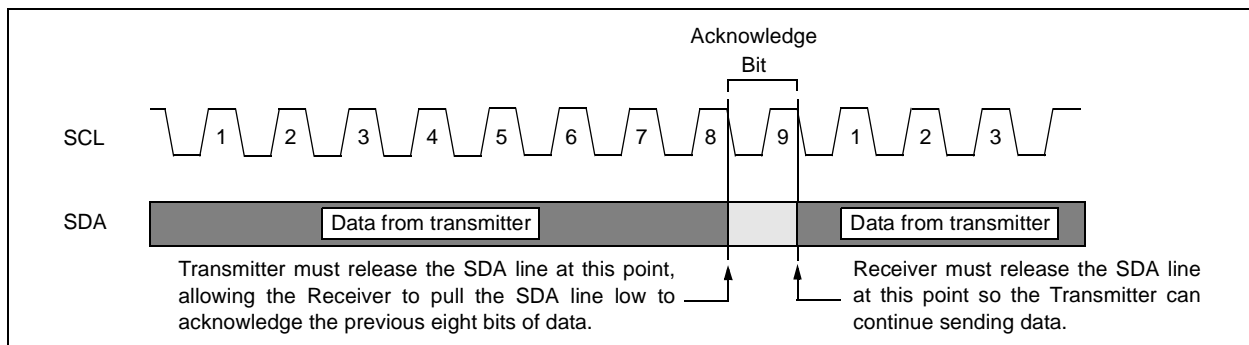 Acknowledge
Bit
SCL
1 2 3 4 5 6 7 8 9 1 2 3
SDA
Data from transmitter
Data from transmitter
Transmitter must release the SDA line at this point,
allowing the Receiver to pull the SDA line low to
acknowledge the previous eight bits of data.
Receiver must release the SDA line
at this point so the Transmitter can
continue sending data.